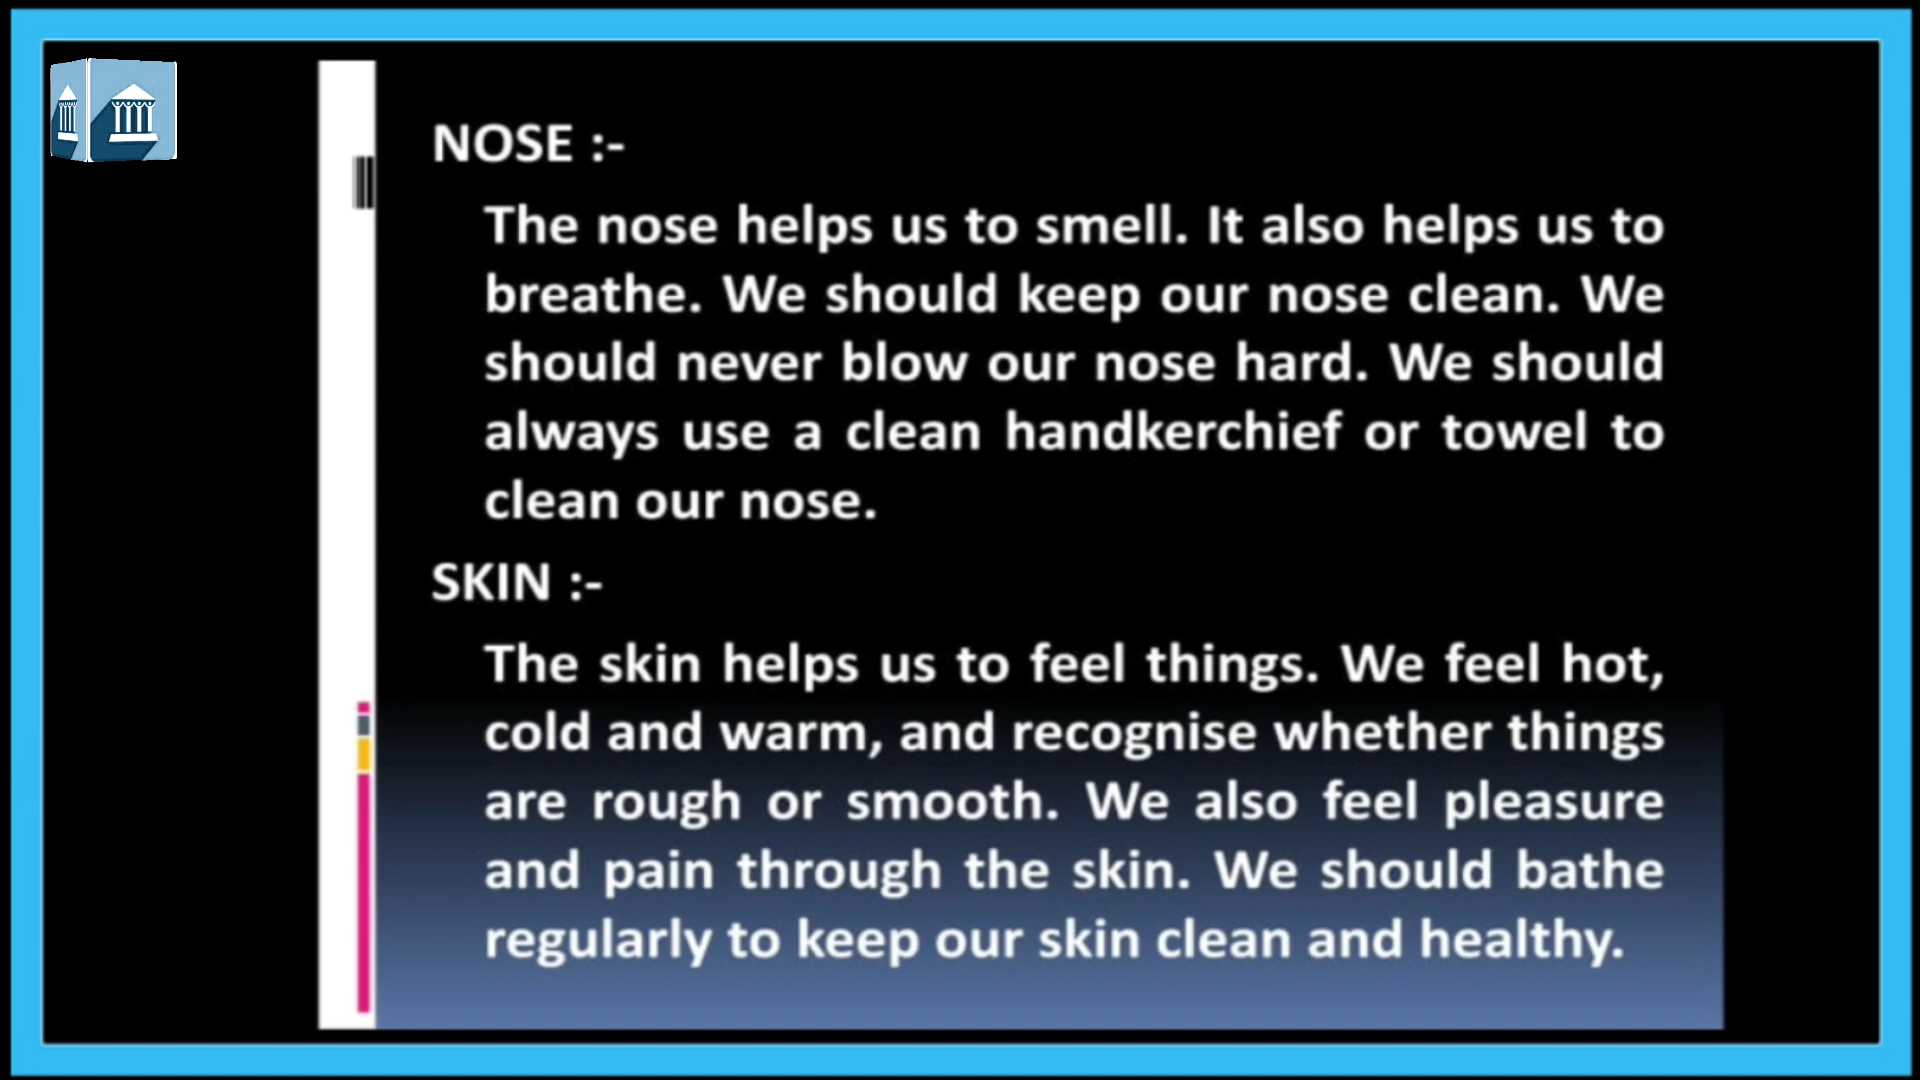 NOSE :-
The nose helps us to smell. It also helps us to
breathe. We should keep our nose clean. We
should never blow our nose hard. We should
always use a clean handkerchief or towel to
clean our nose.
SKIN :-
The skin helps us to feel things. We feel hot,
cold and warm, and recognise whether things
are rough or smooth. We also feel pleasure
and pain through the skin. We should bathe
regularly to keep our skin clean and healthy.